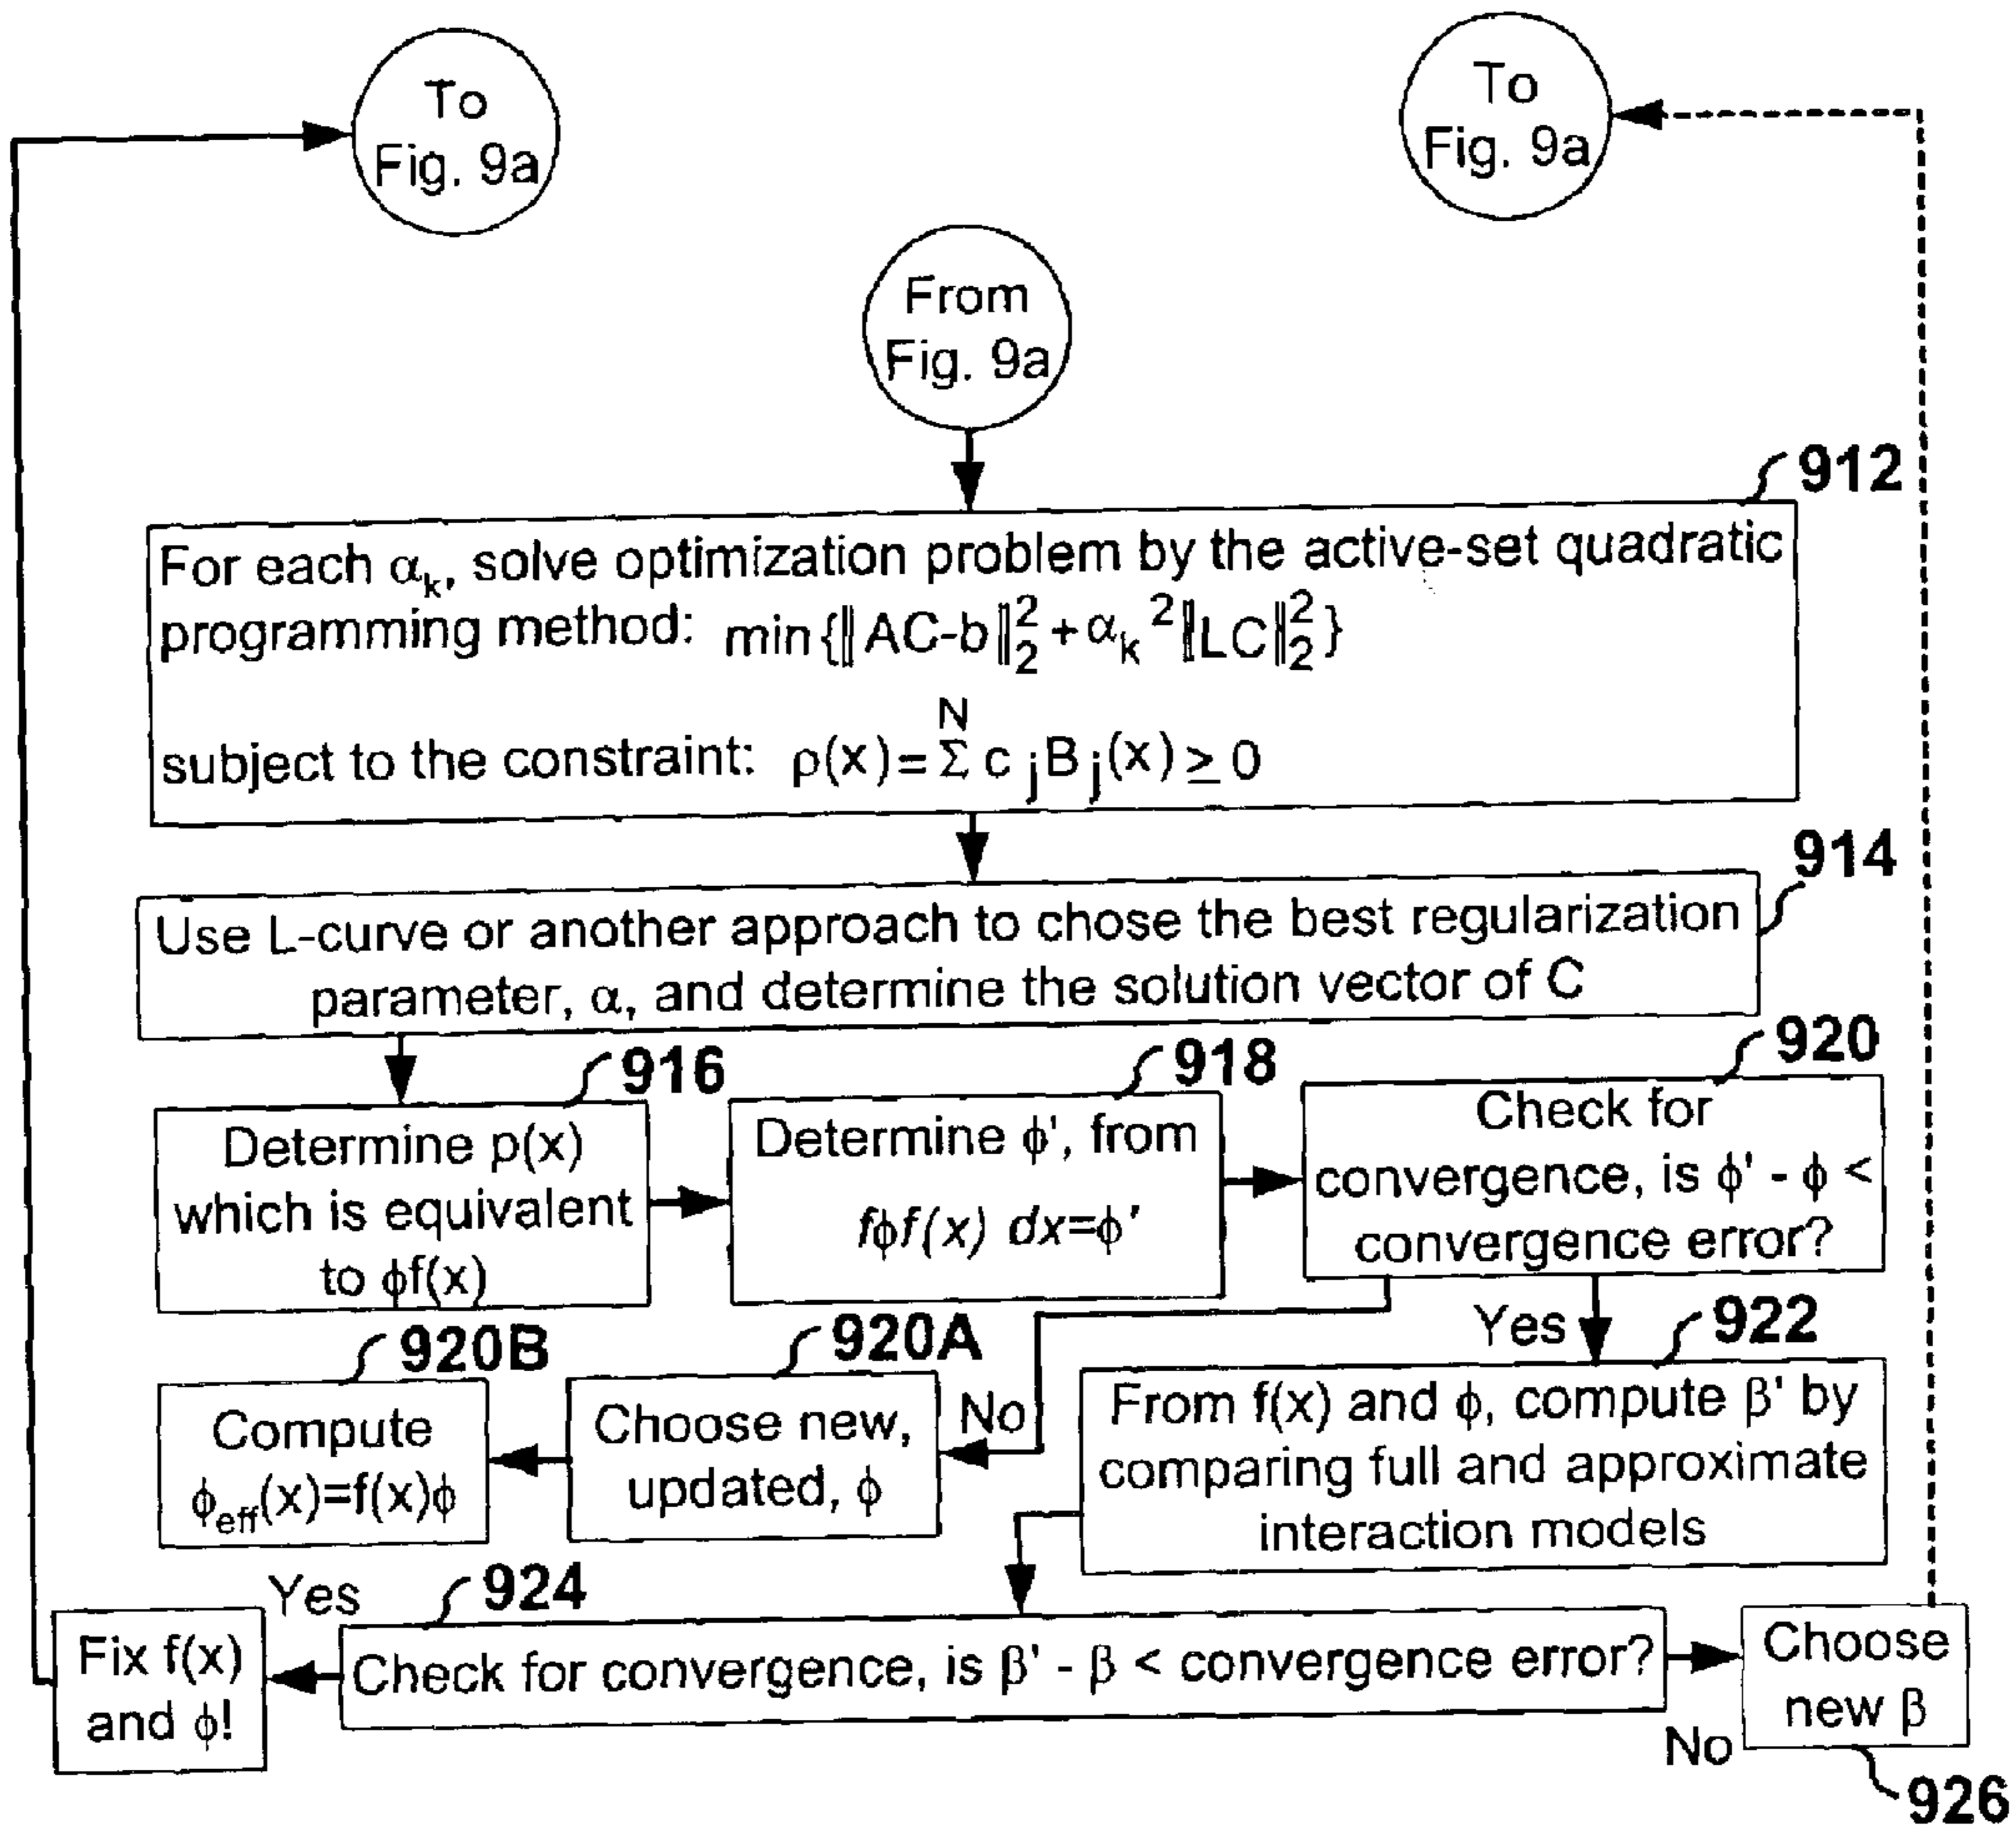 To
Fig. 9a
To
Fig. 9a
From
Fig. 9a
912
For each αk, solve optimization problem by the active-set quadratic
programming method: min{‖AC-b‖₂²+αk²‖LC‖₂²}
N
subject to the constraint: ρ(x)=Σ c j B j(x) ≥ 0
914
Use L-curve or another approach to chose the best regularization
parameter, α, and determine the solution vector of C
916
Determine p(x)
which is equivalent
to ϕf(x)
918
Determine ϕ', from
fϕf(x) dx=ϕ'
920
Check for
convergence, is ϕ' - ϕ <
convergence error?
Yes
No
920B
Compute
ϕeff(x)=f(x)ϕ
920A
Choose new,
updated, ϕ
922
From f(x) and ϕ, compute β' by
comparing full and approximate
interaction models
924
Yes
Fix f(x)
and ϕ!
Check for convergence, is β' - β < convergence error?
No
Choose
new β
926